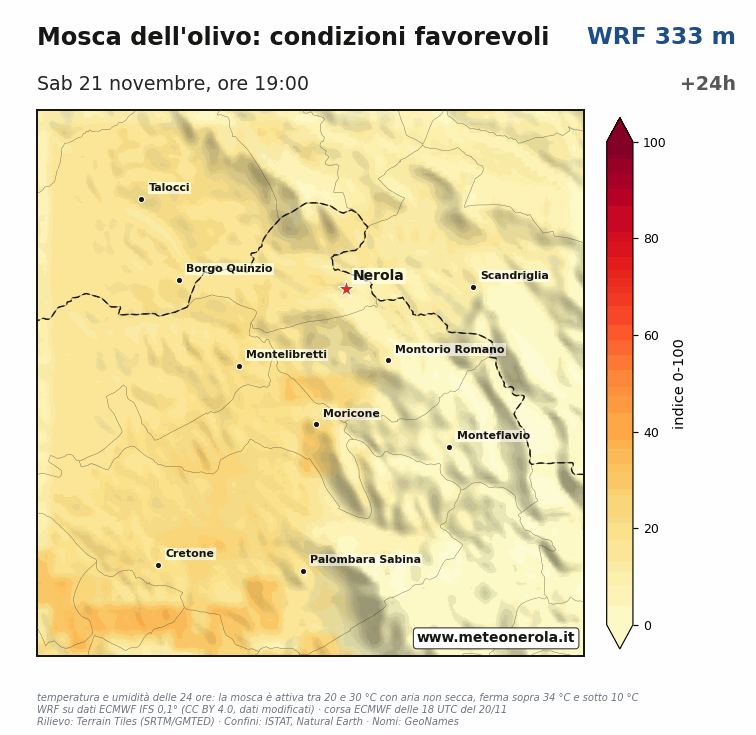 Mosca dell'olivo: condizioni favorevoli WRF 333 m
Sab 21 novembre, ore 19:00 +24h
Talocci
Borgo Quinzio
Nerola
Scandriglia
Montelibretti
Montorio Romano
Moricone
Monteflavio
Cretone
Palombara Sabina
www.meteonerola.it
100
80
60
40
20
0
indice 0-100
temperatura e umidità delle 24 ore: la mosca è attiva tra 20 e 30 °C con aria non secca, ferma sopra 34 °C e sotto 10 °C
WRF su dati ECMWF IFS 0,1° (CC BY 4.0, dati modificati) · corsa ECMWF delle 18 UTC del 20/11
Rilievo: Terrain Tiles (SRTM/GMTED) · Confini: ISTAT, Natural Earth · Nomi: GeoNames